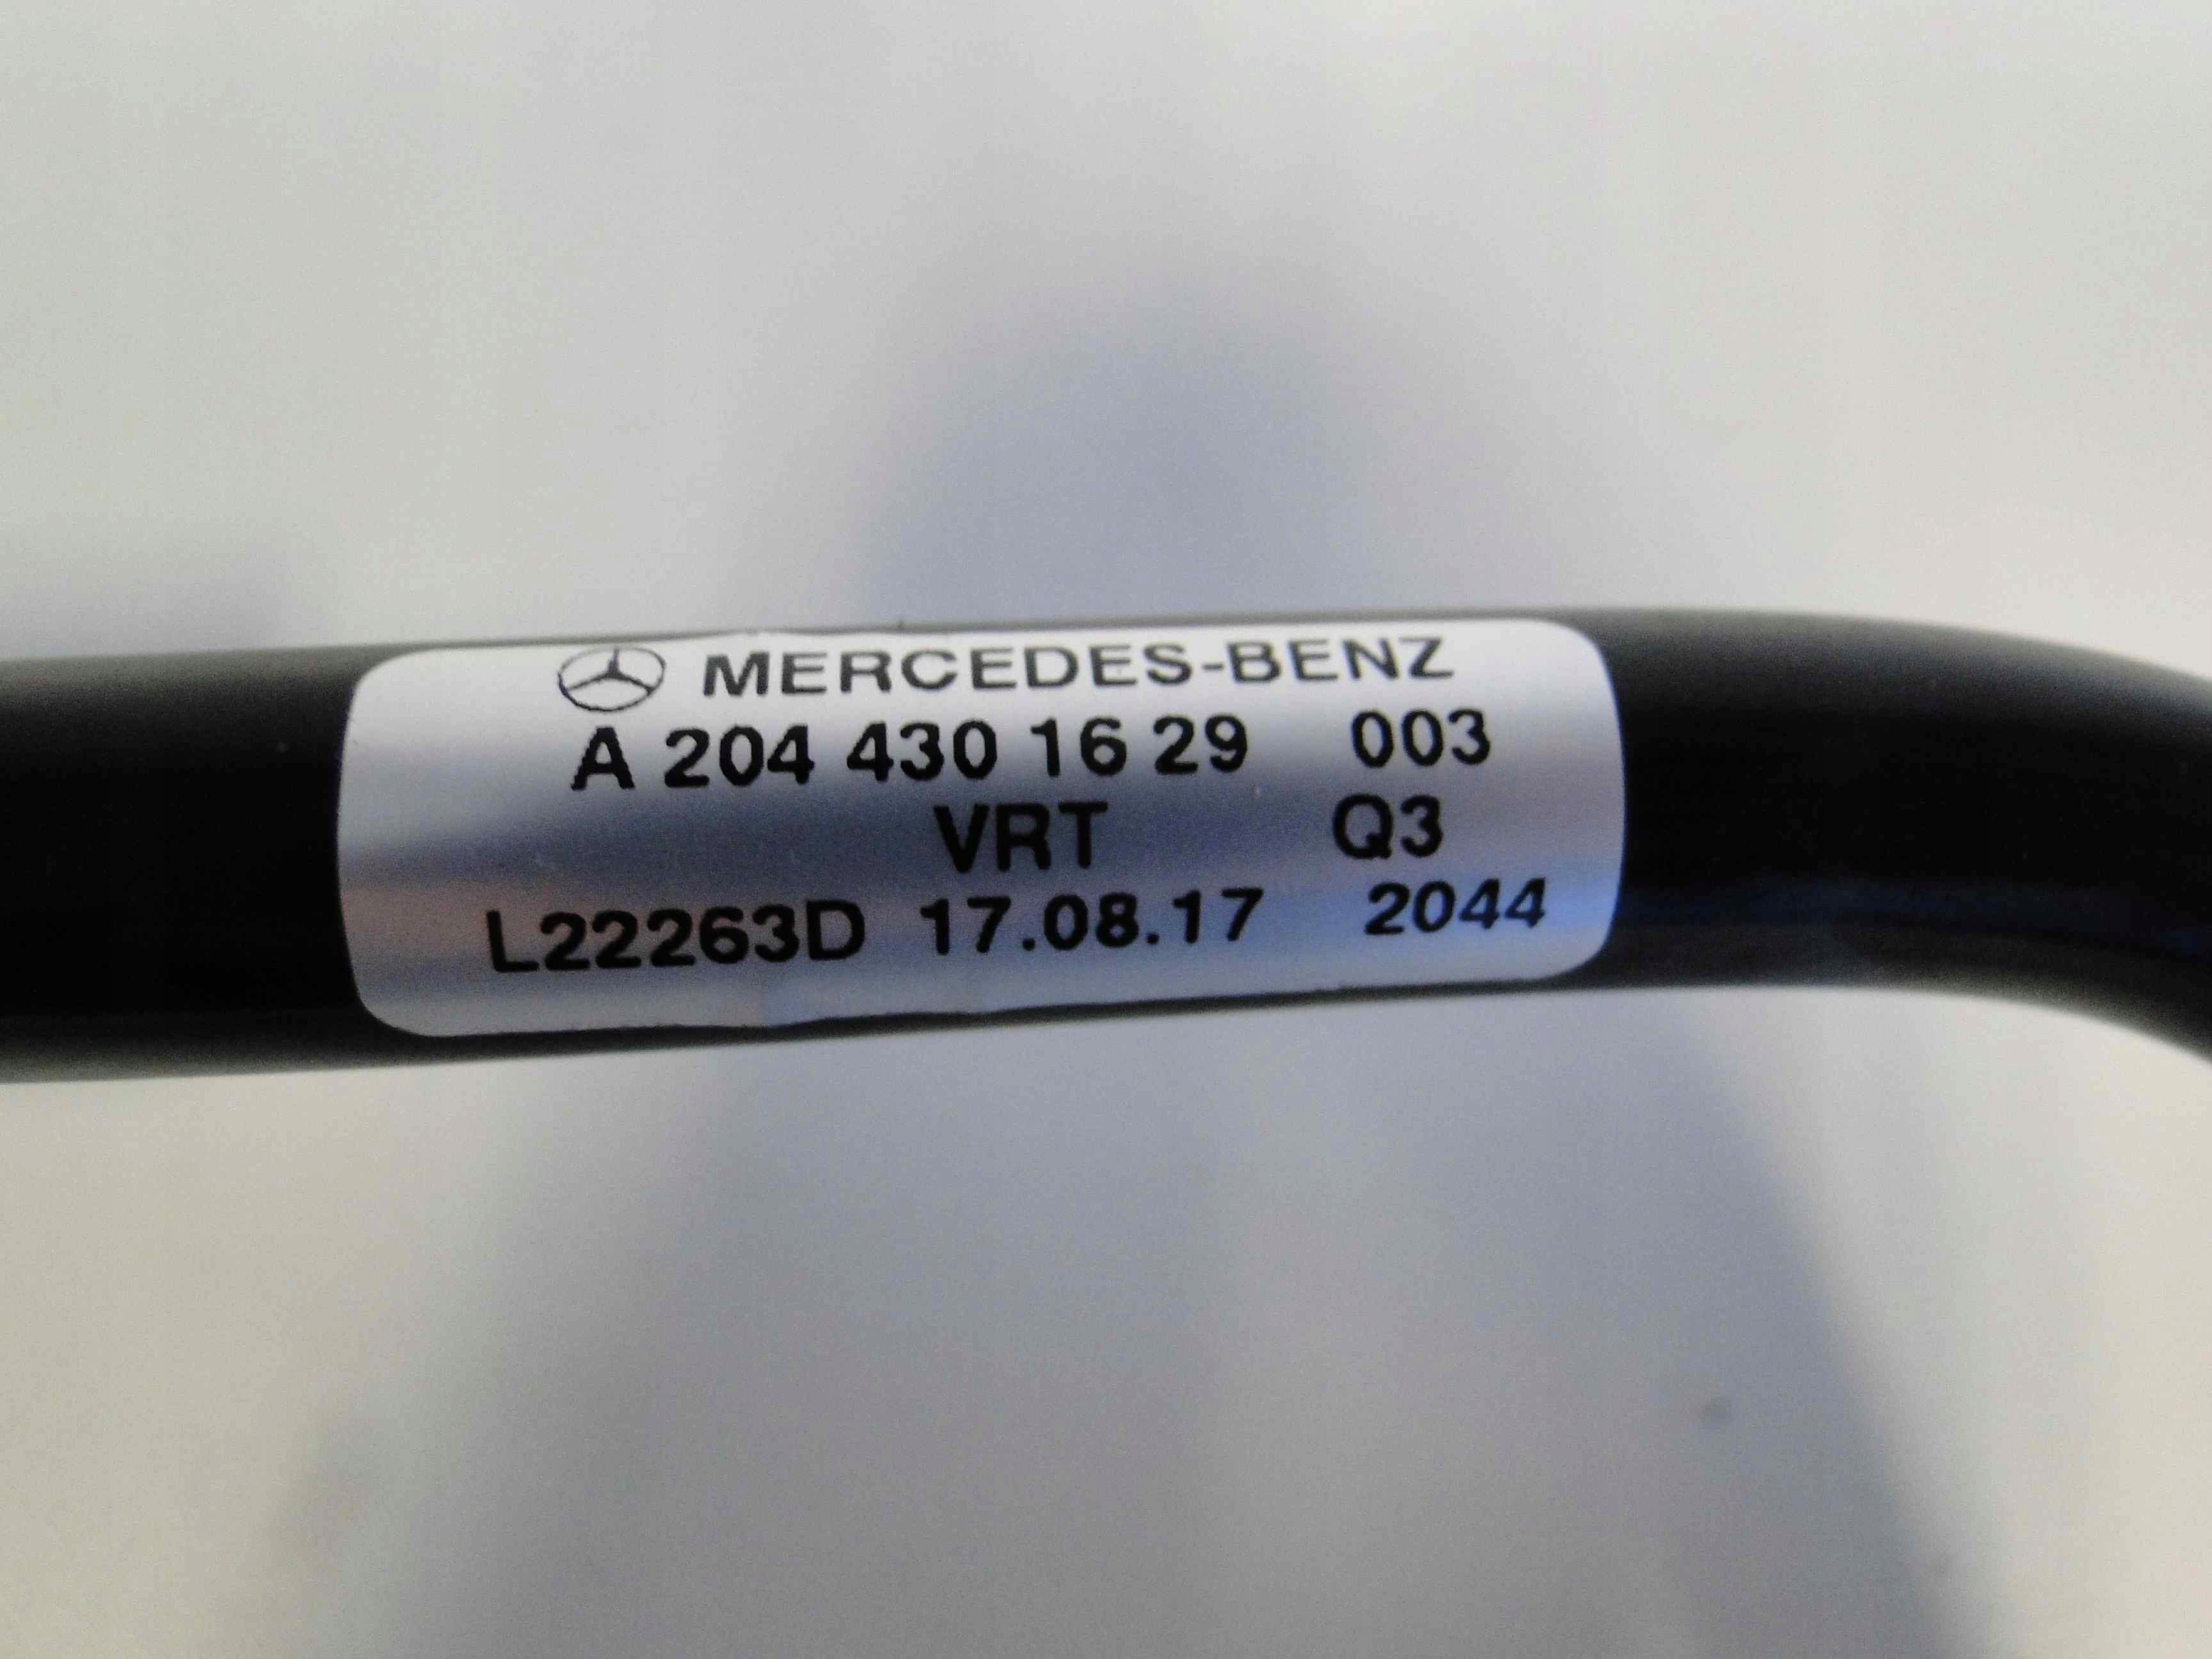 MERCEDES-BENZ
A 204 430 16 29 003
VRT Q3
L22263D 17.08.17 2044